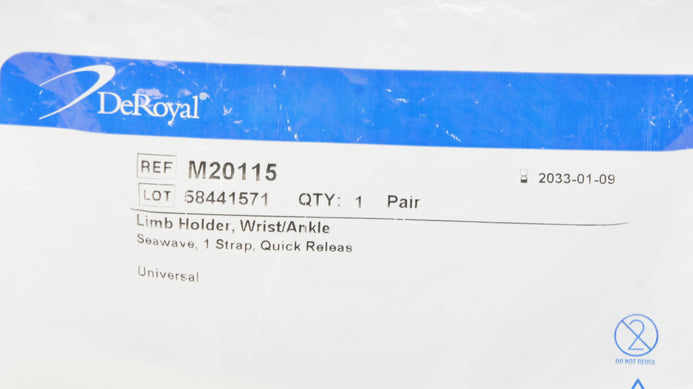 DeRoyal®
REF M20115
2033-01-09
LOT 58441571 QTY: 1 Pair
Limb Holder, Wrist/Ankle
Seawave, 1 Strap, Quick Releas
Universal
2
DO NOT REUSE